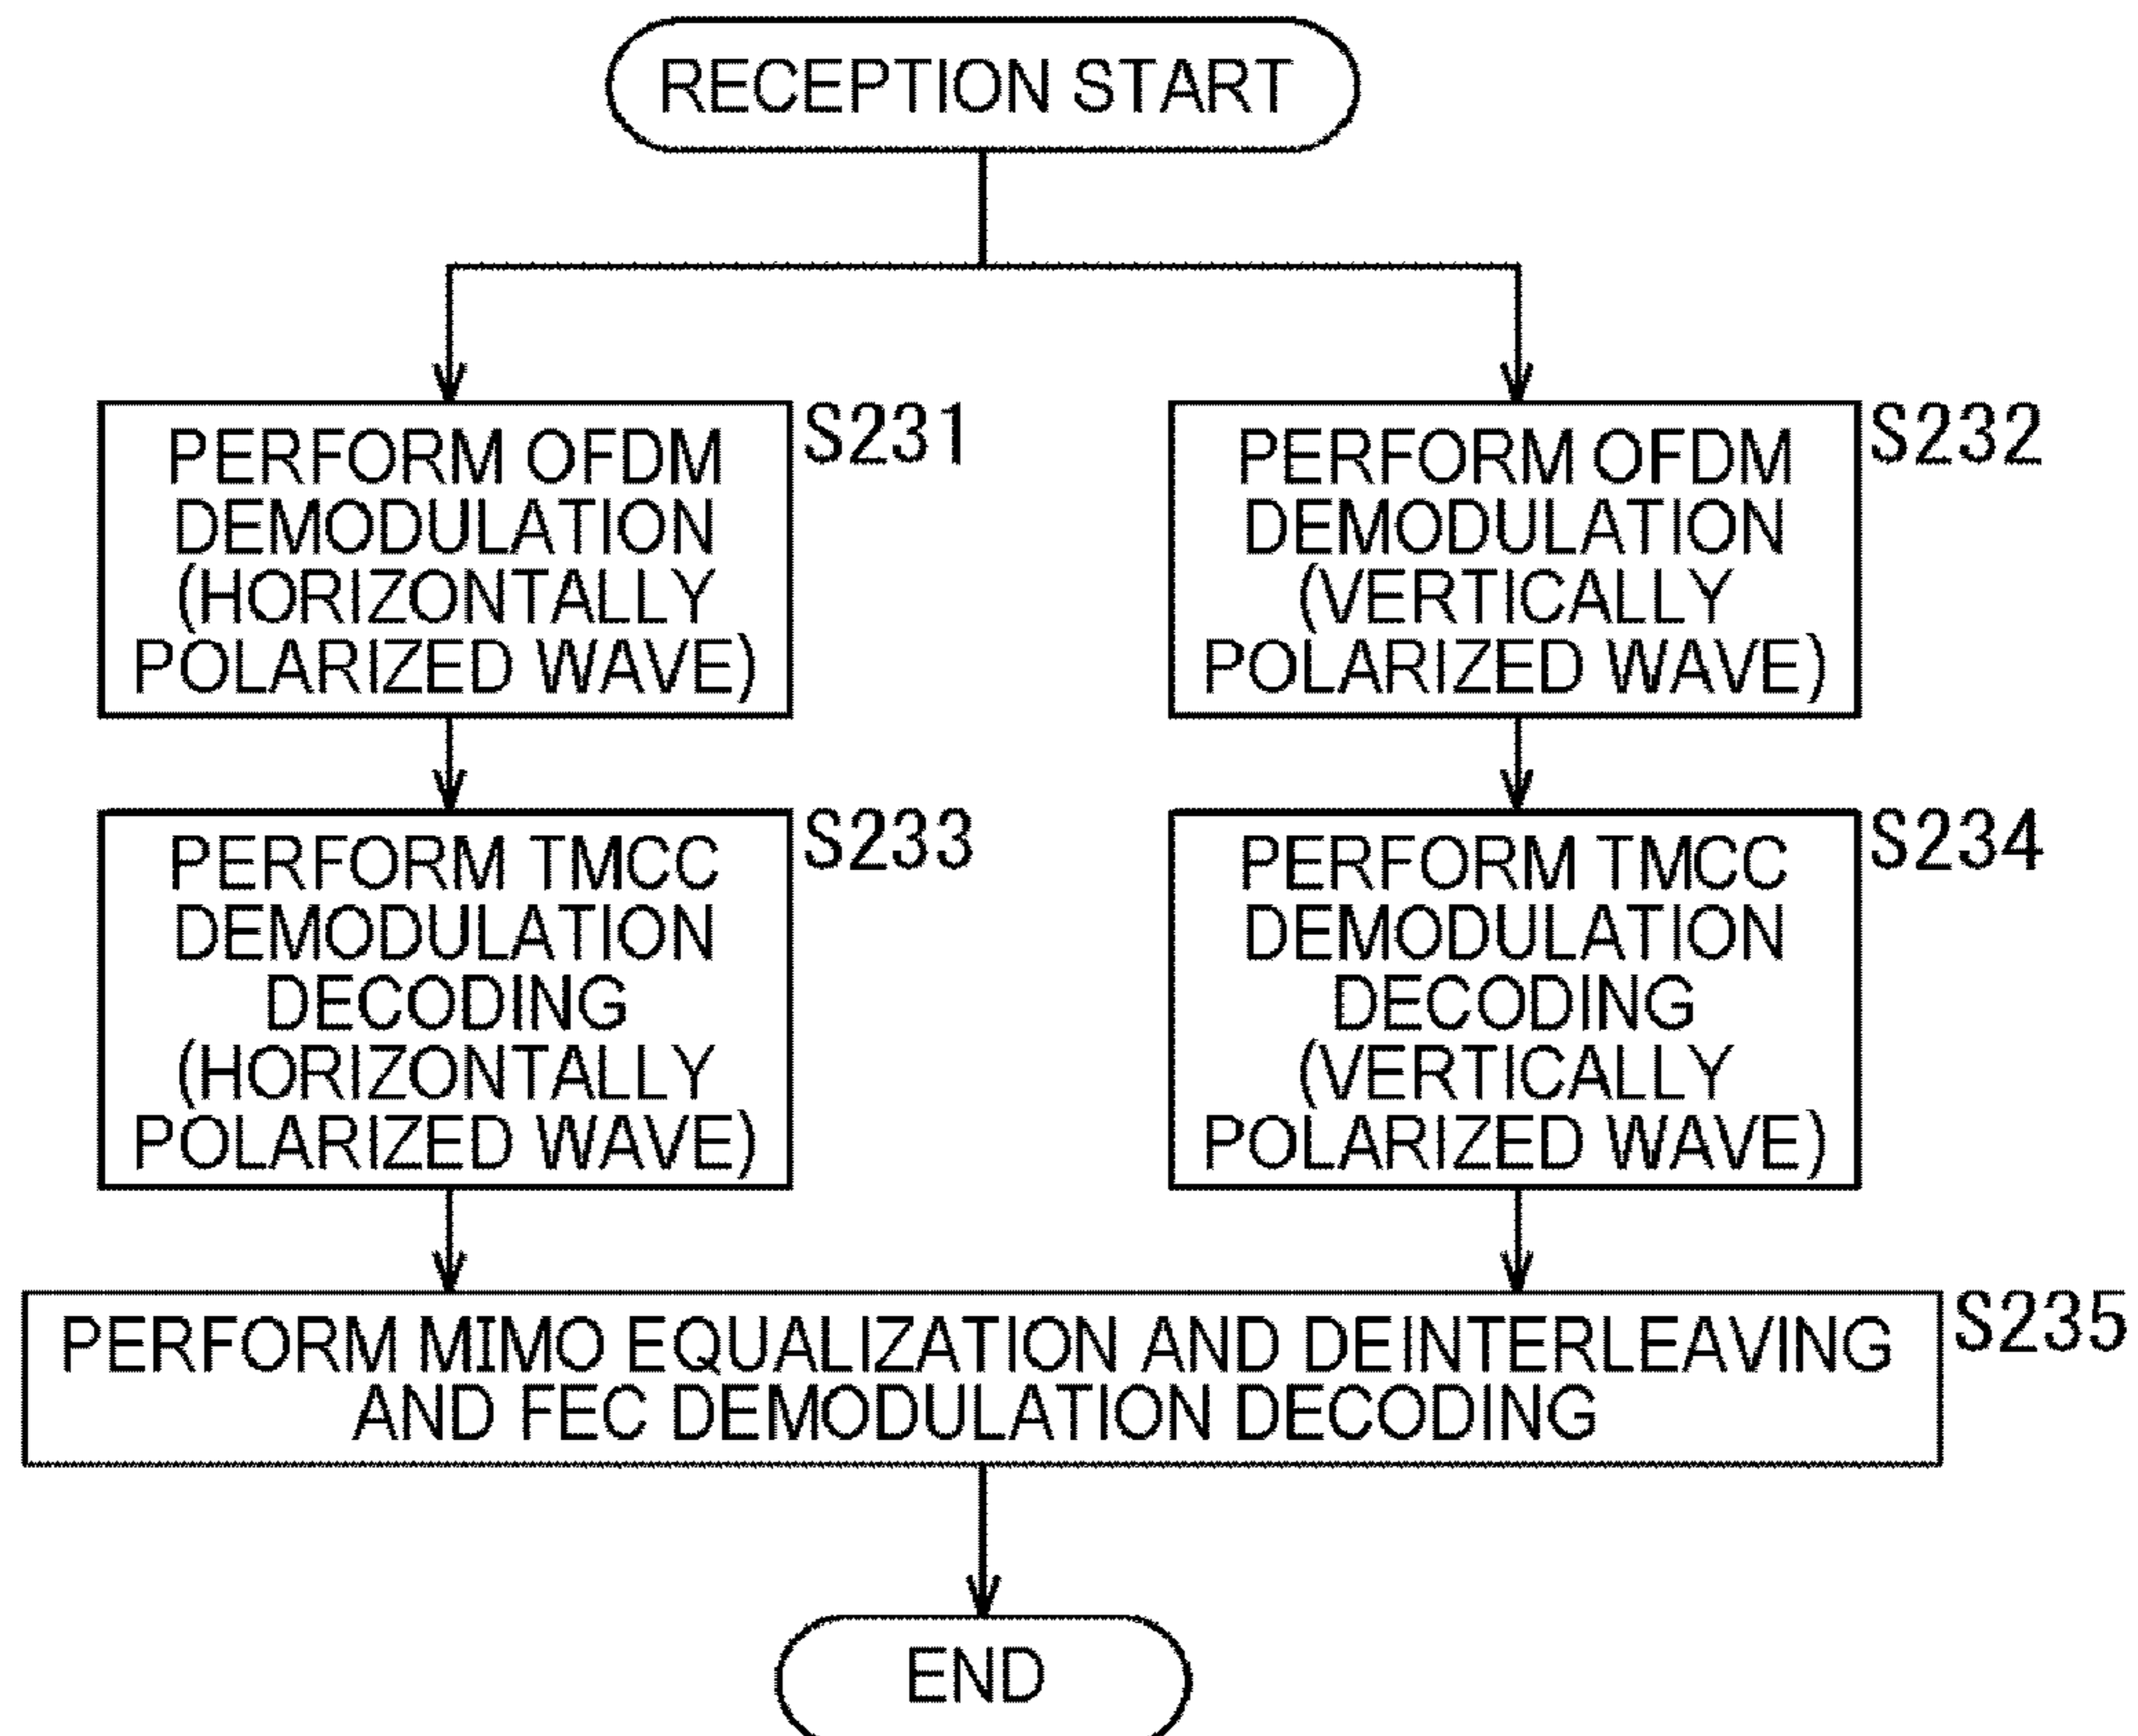 RECEPTION START
PERFORM OFDM
DEMODULATION
(HORIZONTALLY
POLARIZED WAVE)
S231
PERFORM OFDM
DEMODULATION
(VERTICALLY
POLARIZED WAVE)
S232
PERFORM TMCC
DEMODULATION
DECODING
(HORIZONTALLY
POLARIZED WAVE)
S233
PERFORM TMCC
DEMODULATION
DECODING
(VERTICALLY
POLARIZED WAVE)
S234
PERFORM MIMO EQUALIZATION AND DEINTERLEAVING
AND FEC DEMODULATION DECODING
S235
END